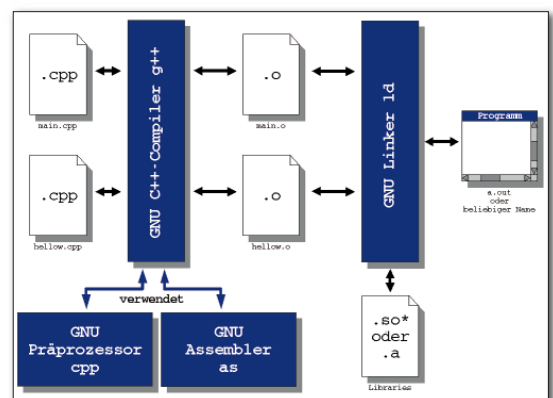 .cpp
main.cpp
.cpp
hellow.cpp
GNU C++-Compiler g++
.o
main.o
.o
hellow.o
GNU Linker ld
Programm
a.out
oder
beliebiger Name
verwendet
GNU
Präprozessor
cpp
GNU
Assembler
as
.so*
oder
.a
Libraries